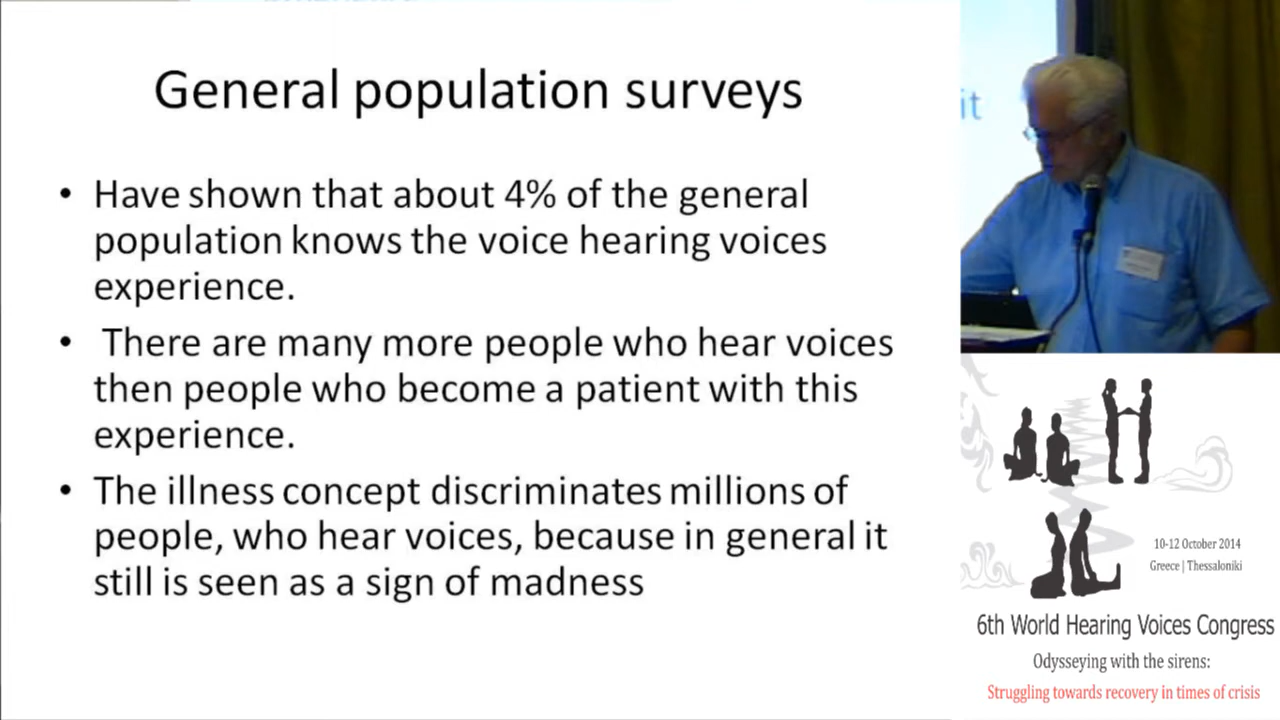 General population surveys
• Have shown that about 4% of the general
population knows the voice hearing voices
experience.
• There are many more people who hear voices
then people who become a patient with this
experience.
• The illness concept discriminates millions of
people, who hear voices, because in general it
still is seen as a sign of madness
it
10-12 October 2014
Greece | Thessaloniki
6th World Hearing Voices Congress
Odysseying with the sirens:
Struggling towards recovery in times of crisis